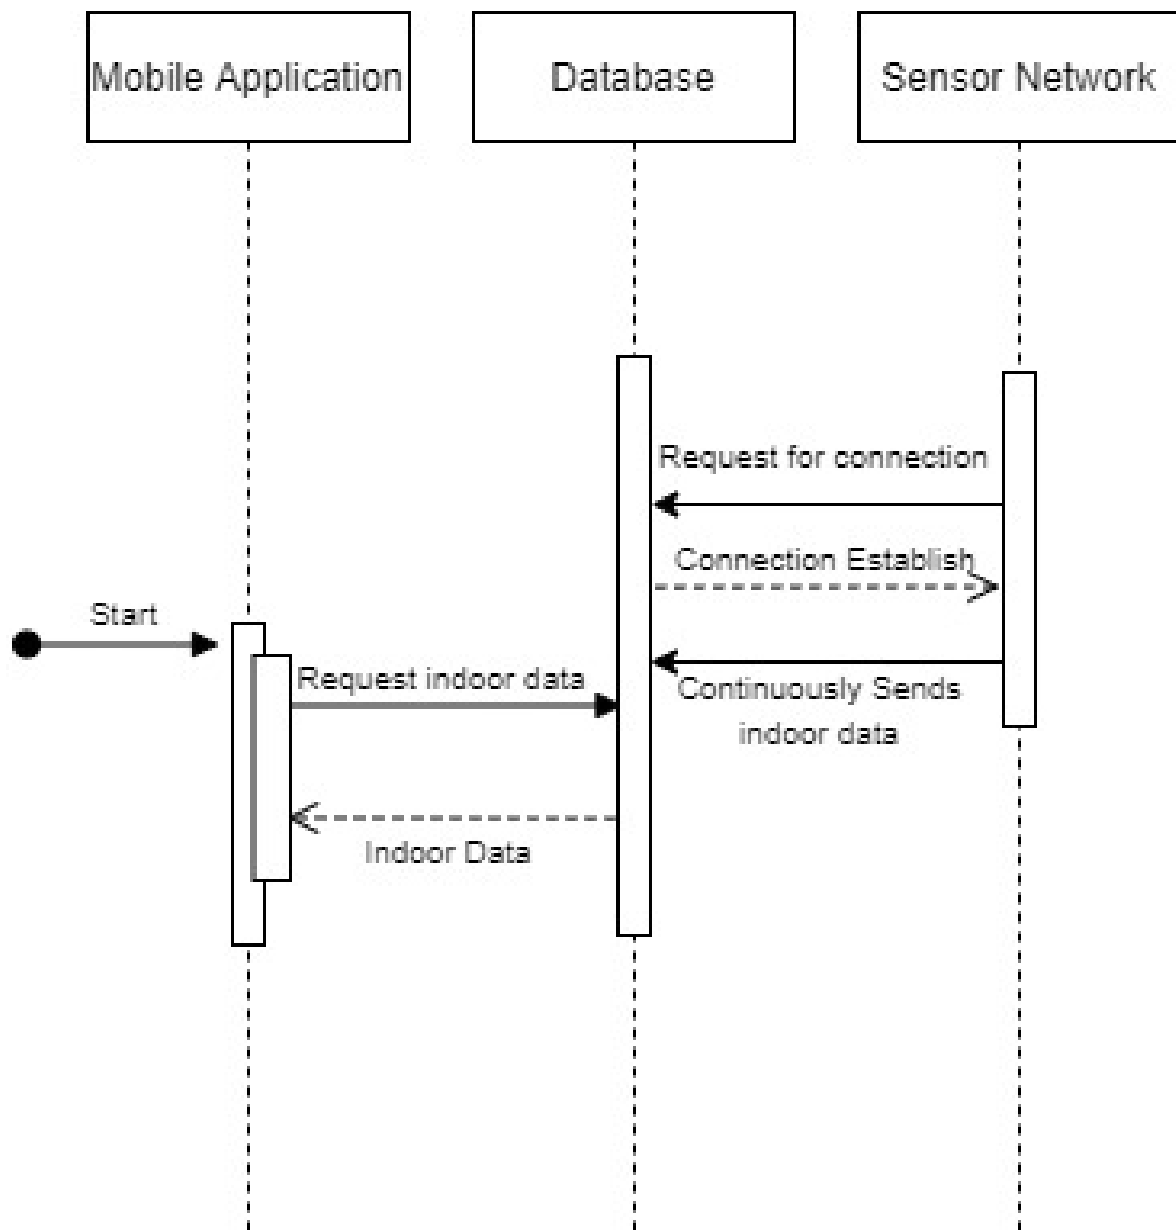 Mobile Application
Database
Sensor Network
Request for connection
Connection Establish
Start
Request indoor data
Continuously Sends
indoor data
Indoor Data